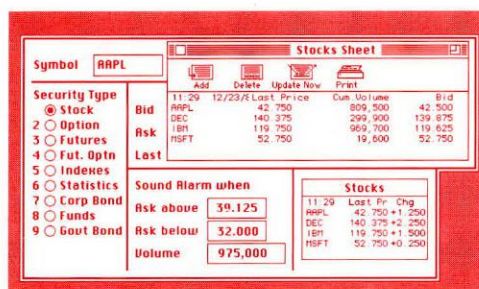 Symbol AAPL
Security Type
Stock
2 Option
3 Futures
4 Fut. Optn
5 Indexes
6 Statistics
7 Corp Bond
8 Funds
9 Govt Bond
Bid
Ask
Last
Stocks Sheet
Add Delete Update Now Print
11:29 12/23/8 Last Price Cum. Volume Bid
AAPL 42.750 809,500 42.500
DEC 140.375 299,900 139.875
IBM 119.750 969,700 119.625
MSFT 52.750 19,600 52.750
Sound Alarm when
Ask above 39.125
Ask below 32.000
Volume 975,000
Stocks
11:29 Last Pr Chg
AAPL 42.750 +1.250
DEC 140.375 +2.250
IBM 119.750 +1.500
MSFT 52.750 +0.250